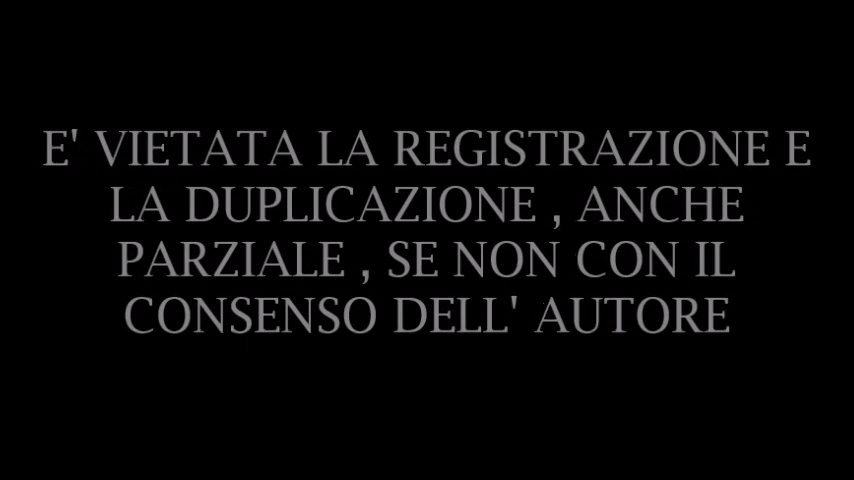 E' VIETATA LA REGISTRAZIONE E
LA DUPLICAZIONE , ANCHE
PARZIALE , SE NON CON IL
CONSENSO DELL' AUTORE